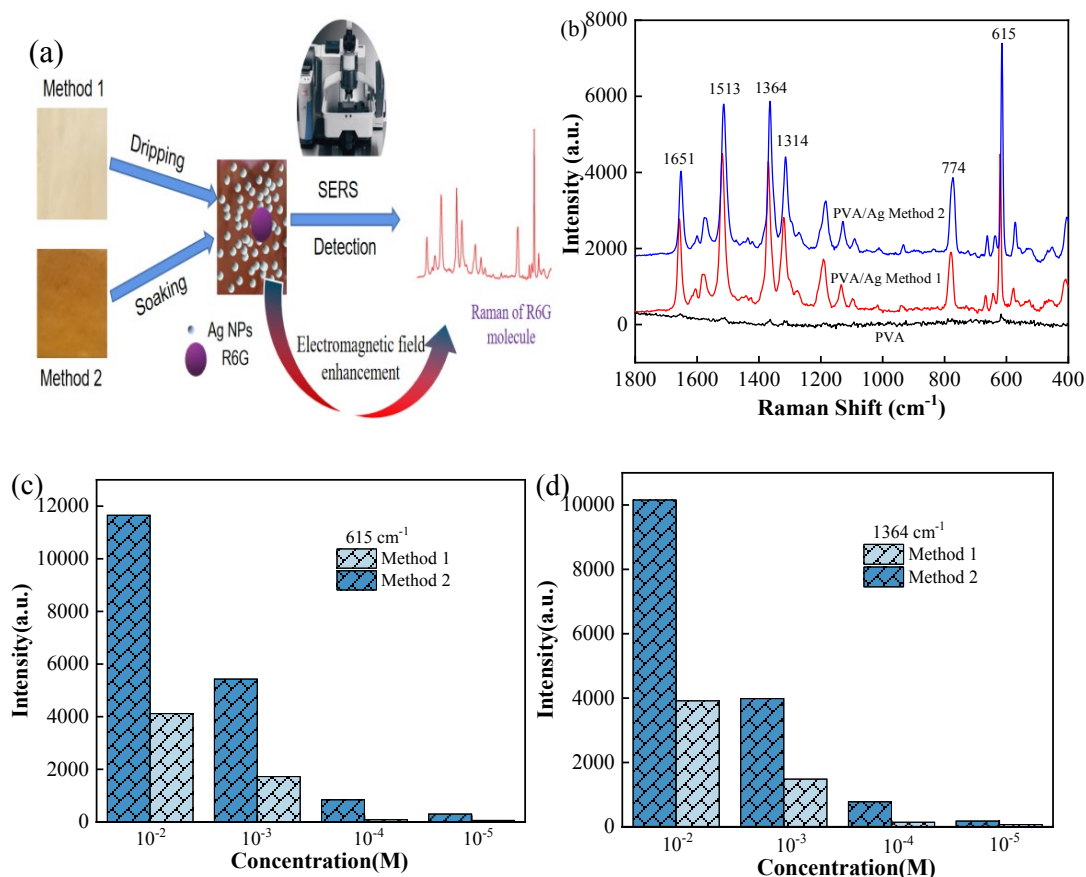 (a)
Method 1
Dripping
SERS
Detection
Soaking
Method 2
Ag NPs
R6G
Electromagnetic field
enhancement
Raman of R6G
molecule
(b)
8000
6000
4000
2000
0
Intensity (a.u.)
1651
1513
1364
1314
774
615
PVA/Ag Method 2
PVA/Ag Method 1
PVA
1800 1600 1400 1200 1000 800 600 400
Raman Shift (cm⁻¹)
(c)
12000
10000
8000
6000
4000
2000
0
Intensity(a.u.)
615 cm⁻¹
Method 1
Method 2
10⁻² 10⁻³ 10⁻⁴ 10⁻⁵
Concentration(M)
(d)
10000
8000
6000
4000
2000
0
Intensity(a.u.)
1364 cm⁻¹
Method 1
Method 2
10⁻² 10⁻³ 10⁻⁴ 10⁻⁵
Concentration(M)